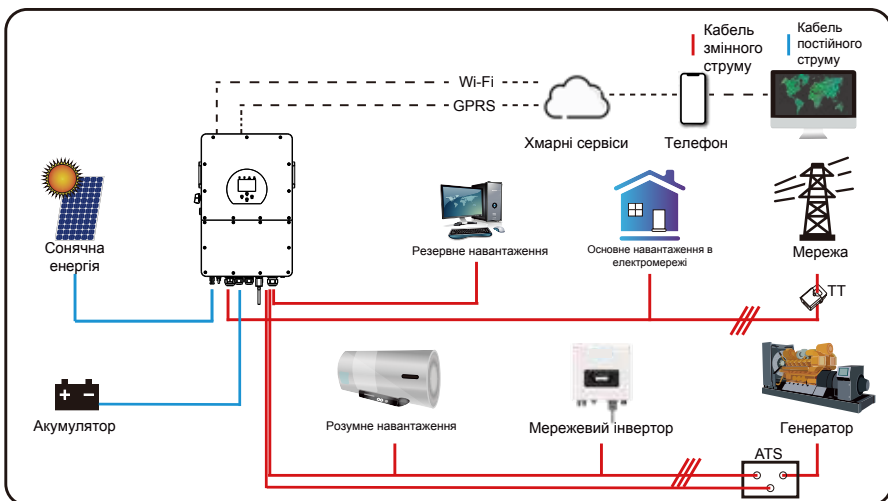 Кабель
змінного
струму
Кабель
постійного
струму
Wi-Fi
GPRS
Хмарні сервіси
Телефон
Сонячна
енергія
Резервне навантаження
Основне навантаження в
електромережі
Мережа
ТТ
Акумулятор
Розумне навантаження
Мережевий інвертор
Генератор
ATS